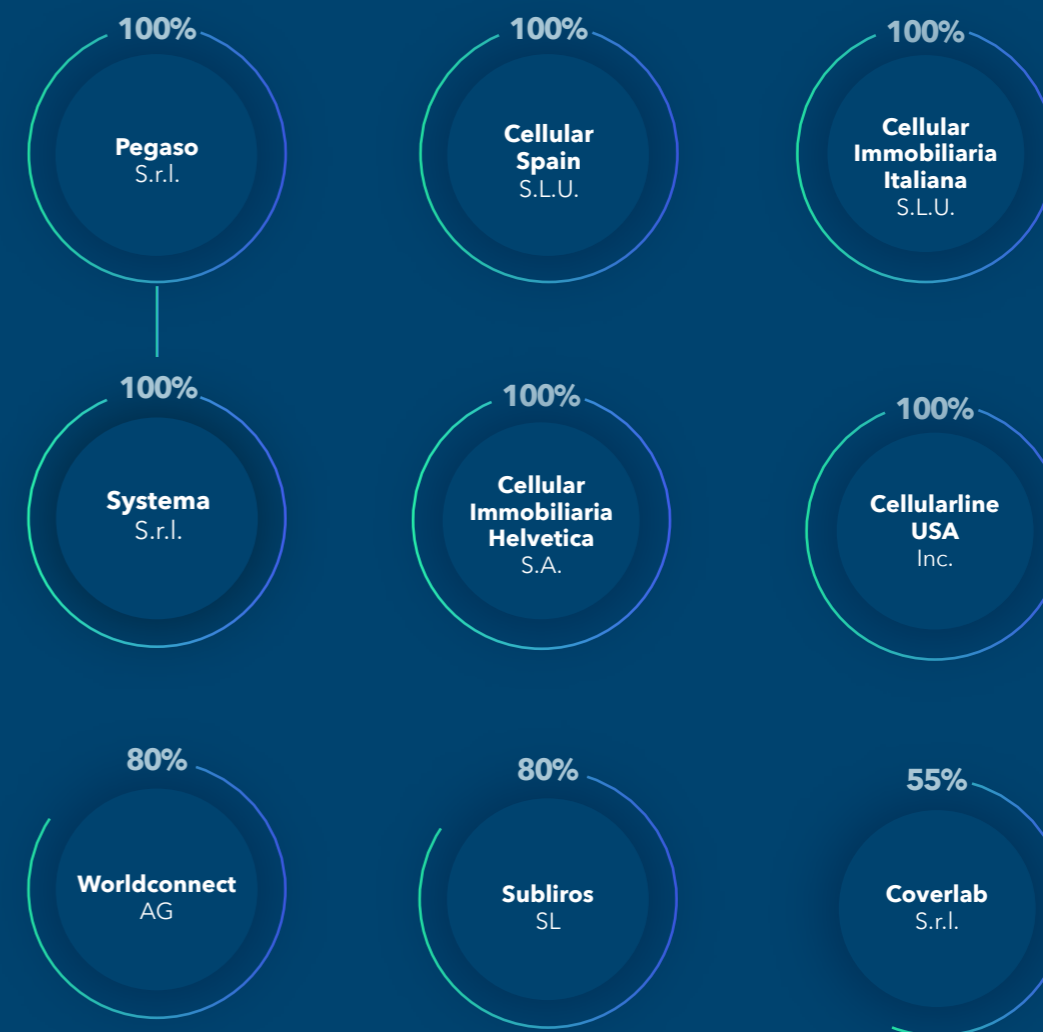 100%
Pegaso
S.r.l.
100%
Cellular
Spain
S.L.U.
100%
Cellular
Immobiliaria
Italiana
S.L.U.
100%
Systema
S.r.l.
100%
Cellular
Immobiliaria
Helvetica
S.A.
100%
Cellularline
USA
Inc.
80%
Worldconnect
AG
80%
Subliros
SL
55%
Coverlab
S.r.l.